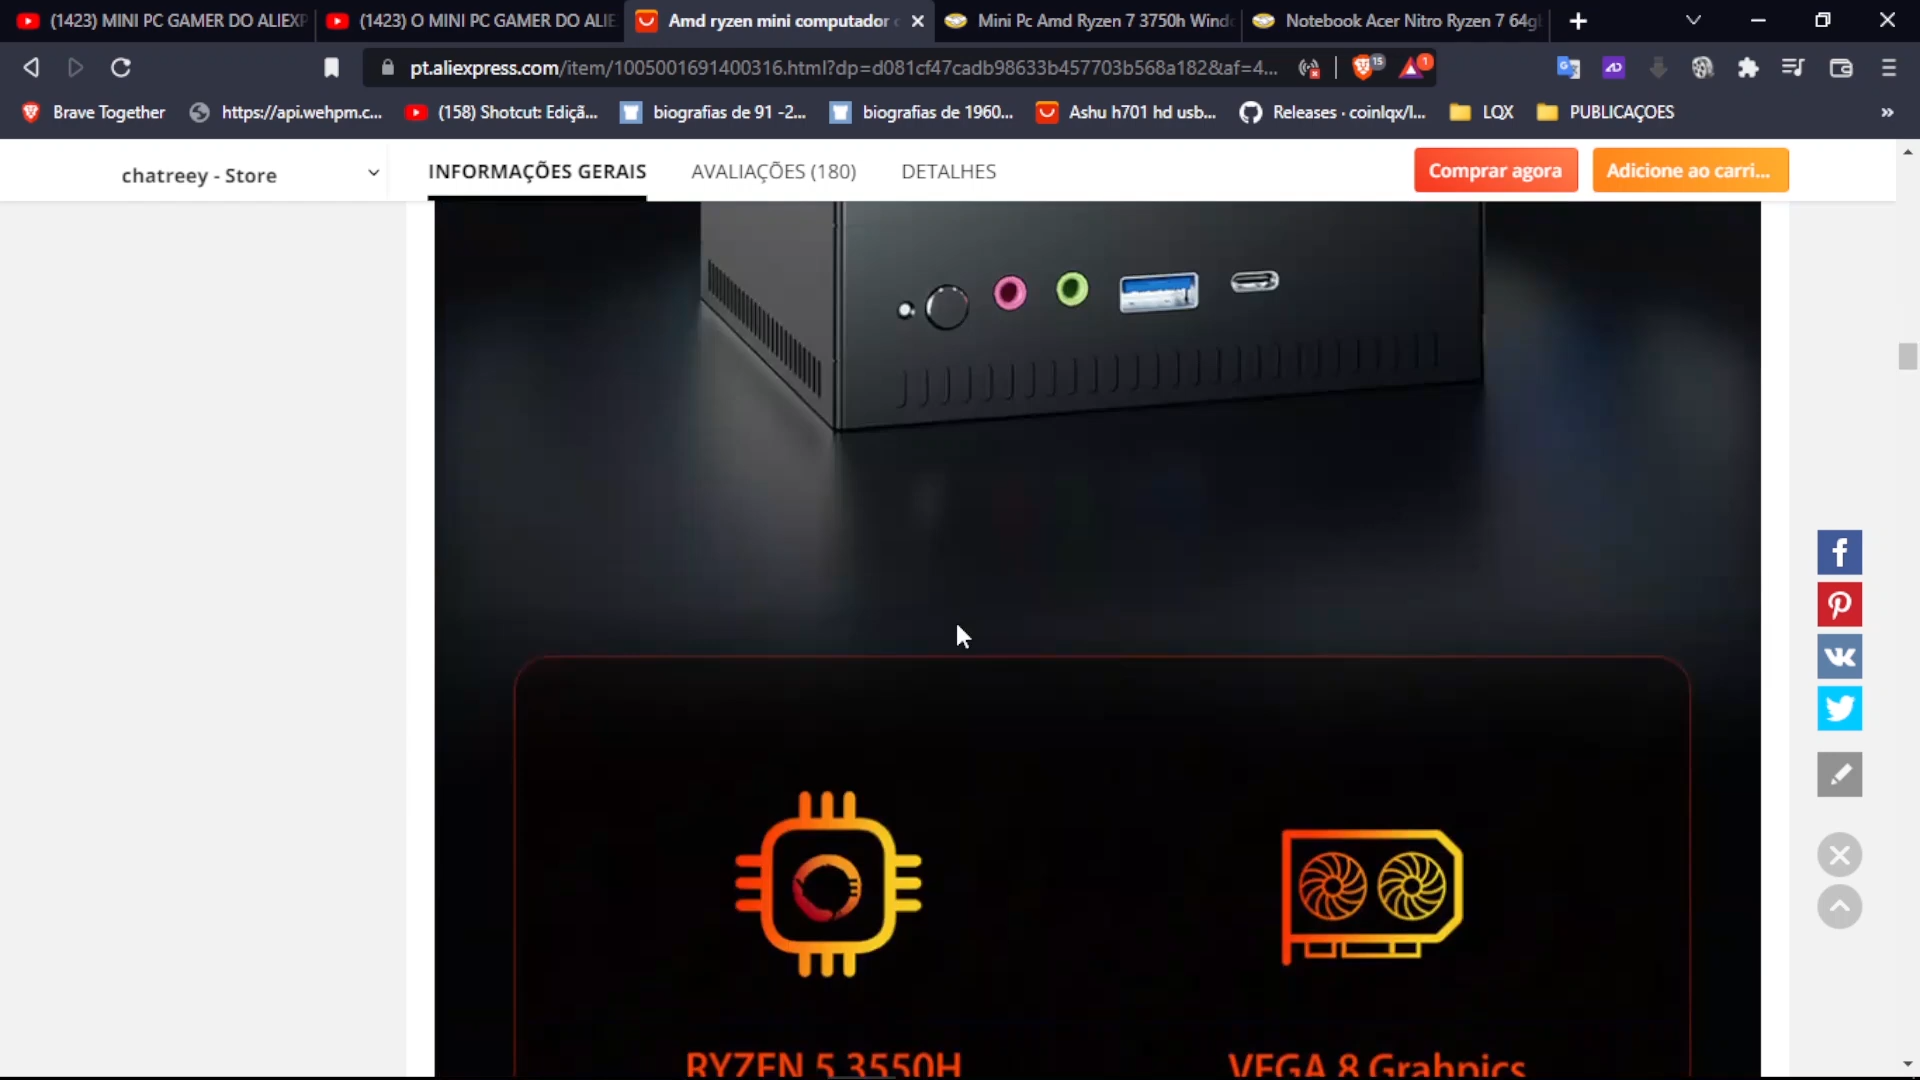 (1423) MINI PC GAMER DO ALIEXP
(1423) O MINI PC GAMER DO ALIE
Amd ryzen mini computador
Mini Pc Amd Ryzen 7 3750h Wind
Notebook Acer Nitro Ryzen 7 64g
pt.aliexpress.com/item/1005001691400316.html?dp=d081cf47cadb98633b457703b568a182&af=4...
15
1
Brave Together
https://api.wehpm.c...
(158) Shotcut: Ediçã...
biografias de 91 -2...
biografias de 1960...
Ashu h701 hd usb...
Releases · coinlqx/l...
LQX
PUBLICAÇOES
»
chatreey - Store
INFORMAÇÕES GERAIS
AVALIAÇÕES (180)
DETALHES
Comprar agora
Adicione ao carri...
RYZEN 5 3550H
VEGA 8 Grahpics